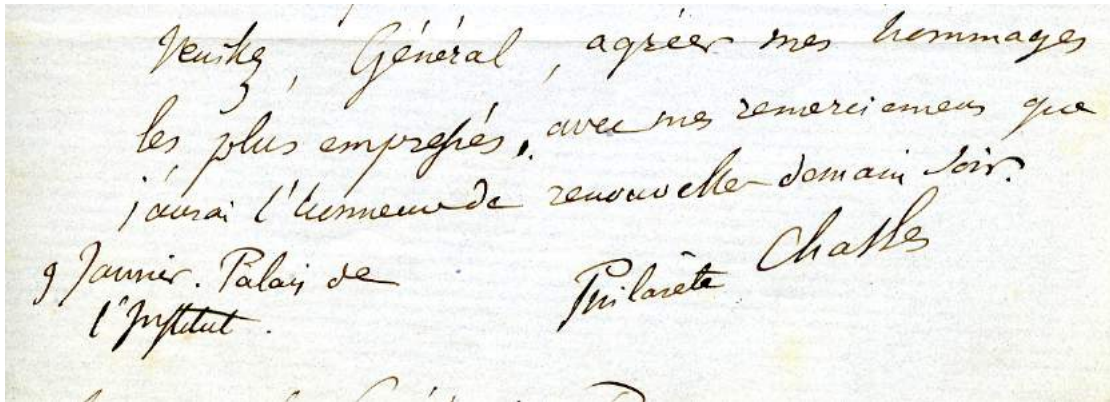 Veuillez, Général, agréer mes hommages
les plus empressés, avec mes remerciemens que
j'aurai l'honneur de renouveller demain soir.
Philarète Chasles
9 Janvier. Palais de
l'Institut.